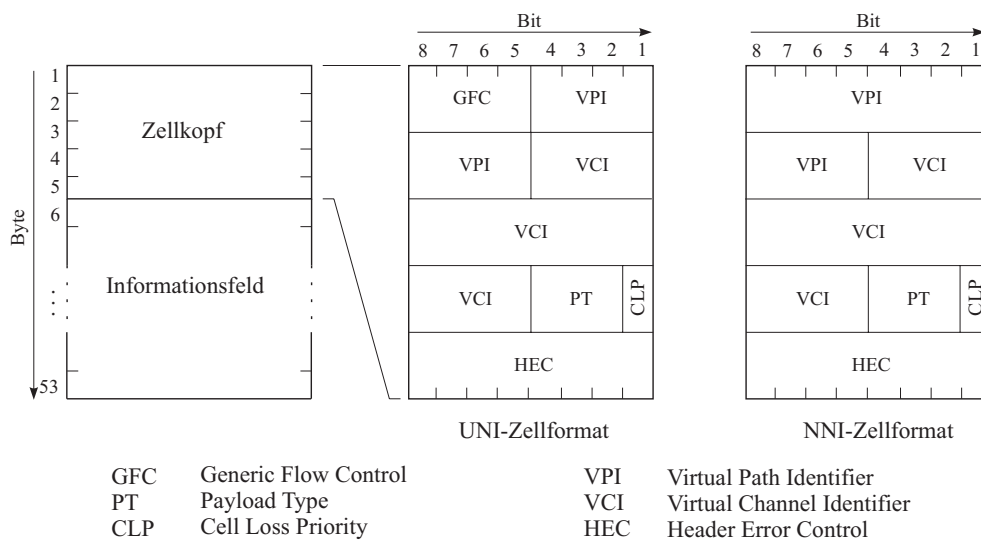 Bit
8 7 6 5 4 3 2 1
Bit
8 7 6 5 4 3 2 1
Byte
1
2
3
4
5
6
53
Zellkopf
Informationsfeld
GFC VPI
VPI VCI
VCI
VCI PT CLP
HEC
UNI-Zellformat
VPI
VPI VCI
VCI
VCI PT CLP
HEC
NNI-Zellformat
GFC Generic Flow Control
PT Payload Type
CLP Cell Loss Priority
VPI Virtual Path Identifier
VCI Virtual Channel Identifier
HEC Header Error Control